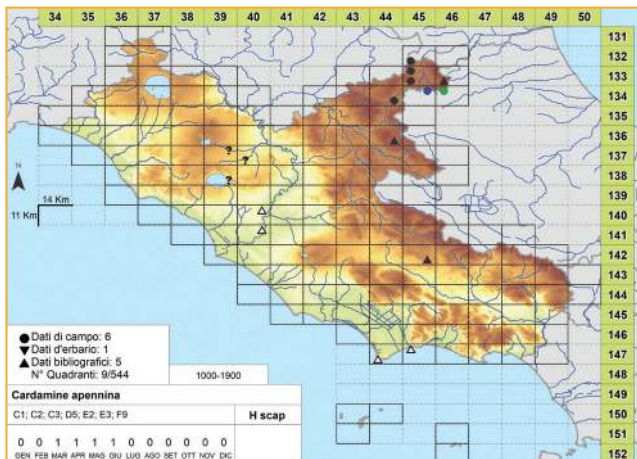 34 35 36 37 38 39 40 41 42 43 44 45 46 47 48 49 50
131
132
133
134
135
136
137
138
139
140
141
142
143
144
145
146
147
148
149
150
151
152
?
?
?
N
14 Km
11 Km
Dati di campo: 6
Dati d'erbario: 1
Dati bibliografici: 5
N° Quadranti: 9/544
1000-1900
Cardamine apennina
C1; C2; C3; D5; E2; E3; F9
H scap
0 0 1 1 1 1 0 0 0 0 0 0
GEN FEB MAR APR MAG GIU LUG AGO SET OTT NOV DIC